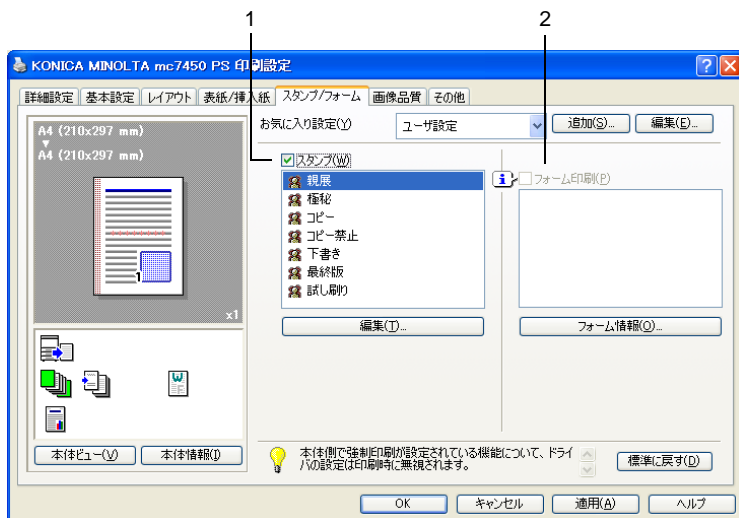 1
2
KONICA MINOLTA mc7450 PS 印刷設定
詳細設定 基本設定 レイアウト 表紙/挿入紙 スタンプ/フォーム 画像品質 その他
A4 (210x297 mm)
A4 (210x297 mm)
1
x1
お気に入り設定(Y) ユーザ設定 追加(S)... 編集(E)...
スタンプ(W)
親展
極秘
コピー
コピー禁止
下書き
最終版
試し刷り
編集(T)...
フォーム印刷(P)
フォーム情報(O)...
W
本体ビュー(V) 本体情報(I)
本体側で強制印刷が設定されている機能について、ドライ
バの設定は印刷時に無視されます。
標準に戻す(D)
OK キャンセル 適用(A) ヘルプ